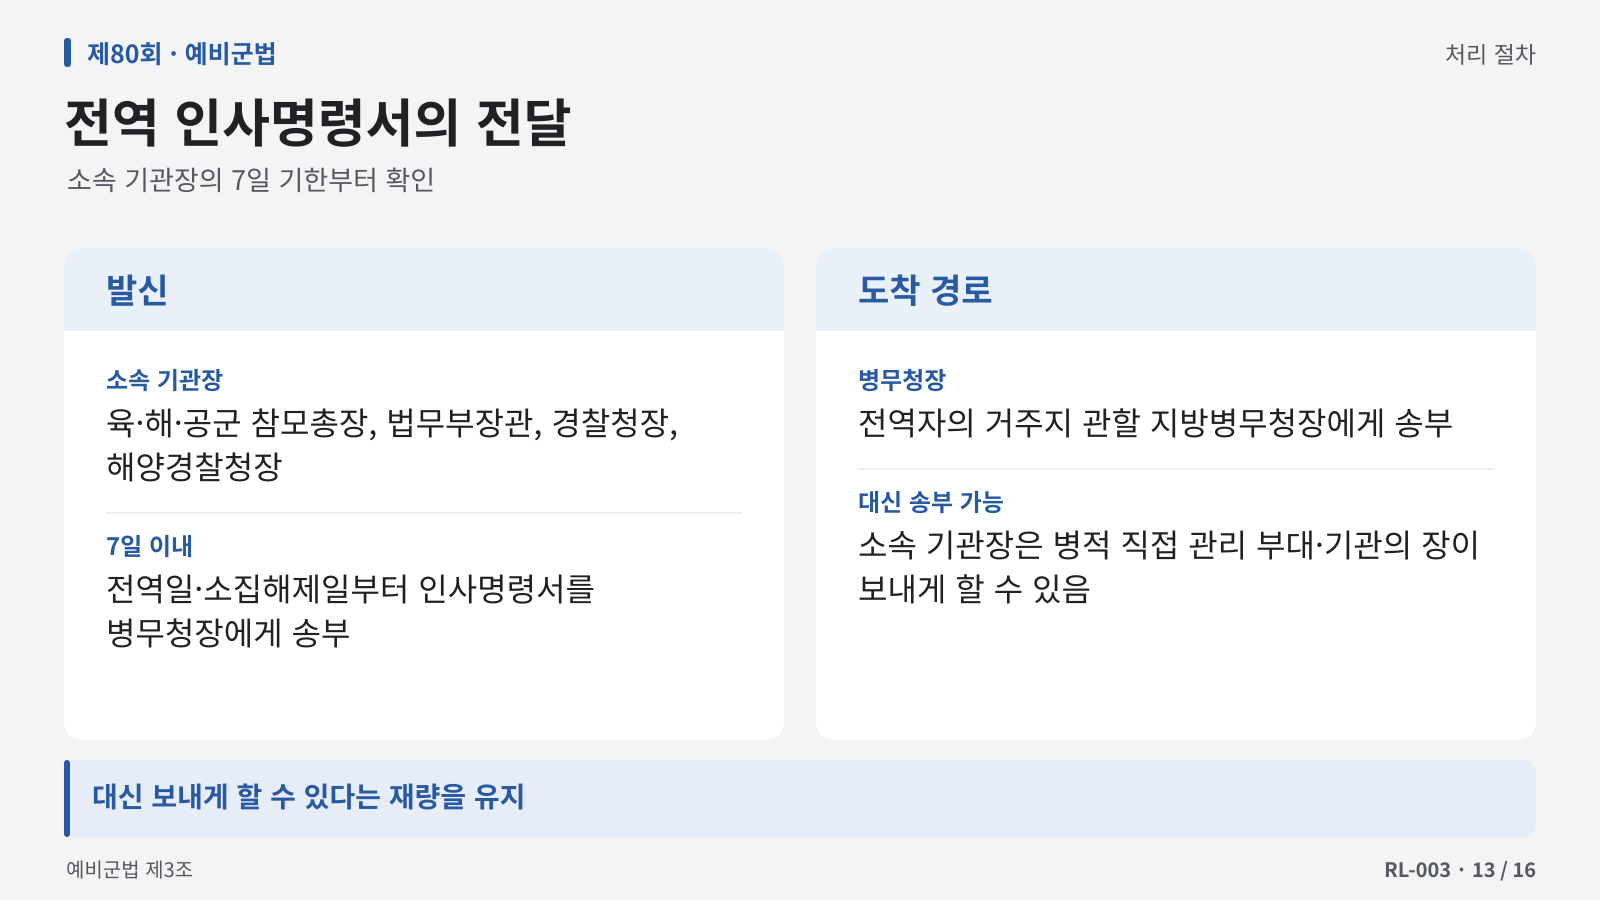 제80회 · 예비군법
처리 절차
전역 인사명령서의 전달
소속 기관장의 7일 기한부터 확인
발신
소속 기관장
육·해·공군 참모총장, 법무부장관, 경찰청장,
해양경찰청장
7일 이내
전역일·소집해제일부터 인사명령서를
병무청장에게 송부
도착 경로
병무청장
전역자의 거주지 관할 지방병무청장에게 송부
대신 송부 가능
소속 기관장은 병적 직접 관리 부대·기관의 장이
보내게 할 수 있음
대신 보내게 할 수 있다는 재량을 유지
예비군법 제3조
RL-003 · 13 / 16